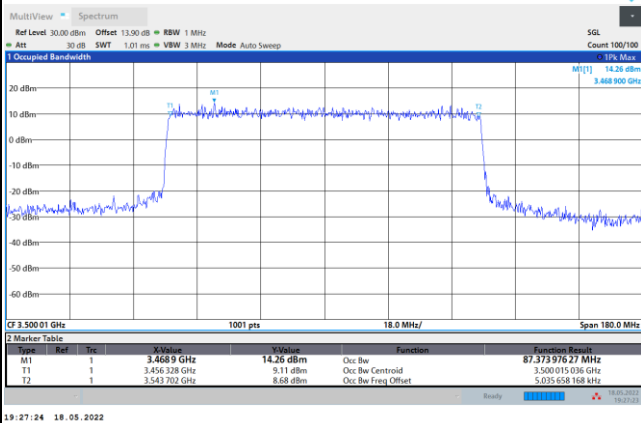 MultiView Spectrum
Ref Level 30.00 dBm Offset 13.90 dB RBW 1 MHz SGL
Att 30 dB SWT 1.01 ms VBW 3 MHz Mode Auto Sweep Count 100/100
1 Occupied Bandwidth 1Pk Max
M1[1] 14.26 dBm
3.468 900 GHz
20 dBm
M1
T1 T2
10 dBm
0 dBm
-10 dBm
-20 dBm
-30 dBm
-40 dBm
-50 dBm
-60 dBm
CF 3.500 01 GHz 1001 pts 18.0 MHz/ Span 180.0 MHz
2 Marker Table
Type Ref Trc X-Value Y-Value Function Function Result
M1 1 3.468 9 GHz 14.26 dBm Occ Bw 87.373 976 27 MHz
T1 1 3.456 328 GHz 9.11 dBm Occ Bw Centroid 3.500 015 036 GHz
T2 1 3.543 702 GHz 8.68 dBm Occ Bw Freq Offset 5.035 658 168 kHz
Ready 18.05.2022
19:27:23
19:27:24 18.05.2022